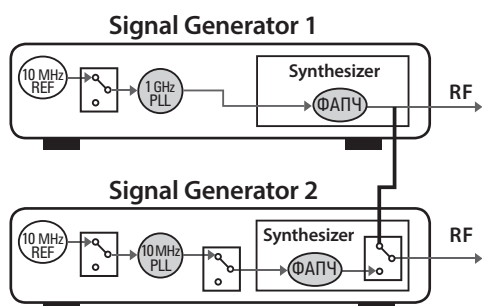 Signal Generator 1
10 MHz
REF
1 GHz
PLL
Synthesizer
ФАПЧ
RF
Signal Generator 2
10 MHz
REF
10 MHz
PLL
Synthesizer
ФАПЧ
RF